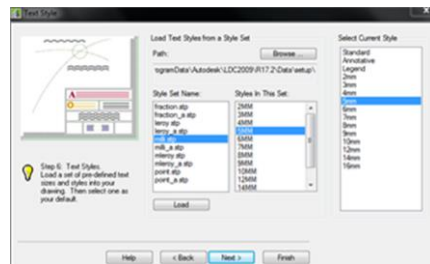 Text Style
Load Text Styles from a Style Set
Path:
Browse ...
ogramData\Autodesk\LDC2009\R17.2\Data\setup\
Style Set Name:
fraction.stp
fraction_a.stp
leroy.stp
leroy_a.stp
milli.stp
milli_a.stp
mleroy.stp
mleroy_a.stp
point.stp
point_a.stp
Styles In This Set:
2MM
3MM
4MM
5MM
6MM
7MM
8MM
9MM
10MM
12MM
14MM
Load
Select Current Style
Standard
Annotative
Legend
2mm
3mm
4mm
5mm
6mm
7mm
8mm
9mm
10mm
12mm
14mm
16mm
A
Step 6: Text Styles
Load a set of pre-defined text
sizes and styles into your
drawing. Then select one as
your default.
Help
< Back
Next >
Finish